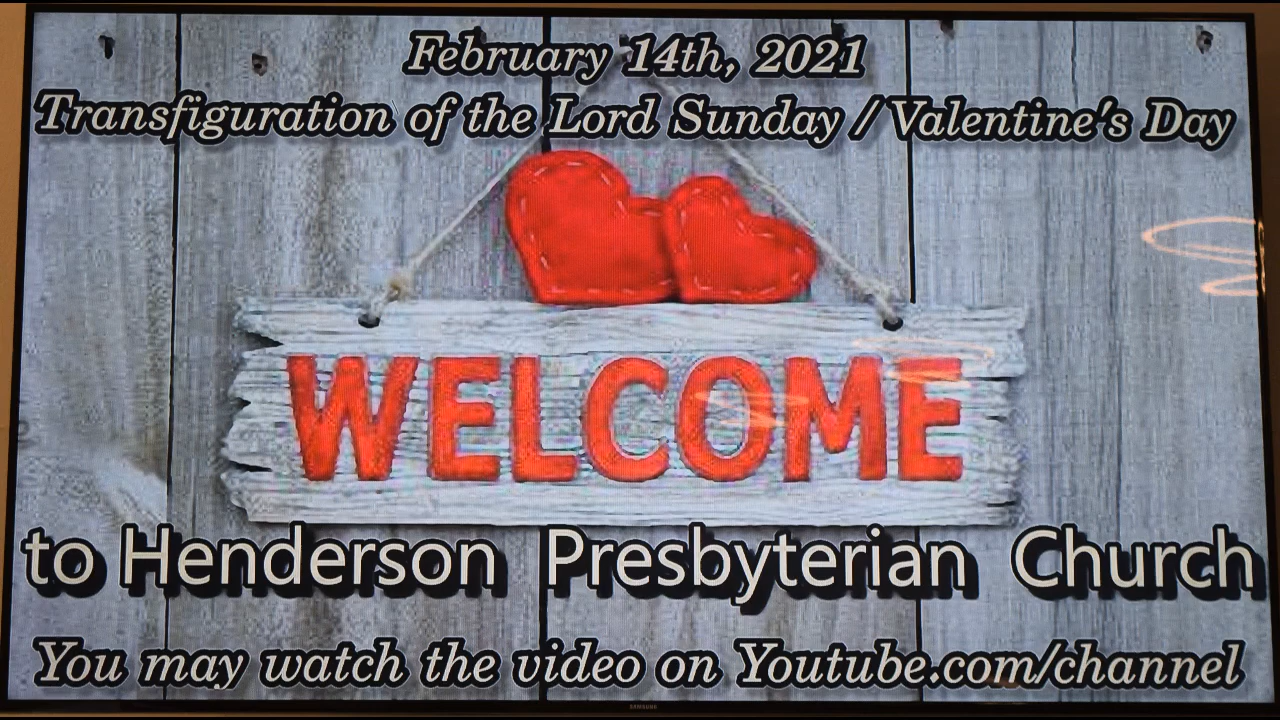 February 14th, 2021
Transfiguration of the Lord Sunday / Valentine's Day
WELCOME
to Henderson Presbyterian Church
You may watch the video on Youtube.com/channel
SAMSUNG